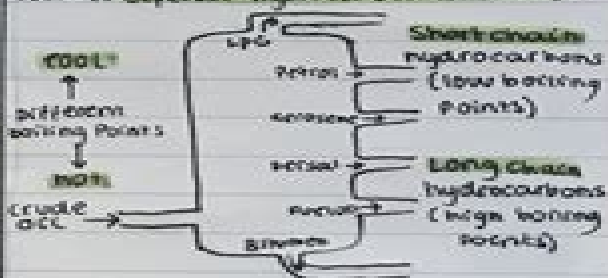 COOL
different
boiling Points
HOT
crude
OIL
LPG
Petrol
Kerosene
Diesel
Bitumen
Short chain
hydrocarbons
(low boiling
points)
Long chain
hydrocarbons
(high boiling
points)